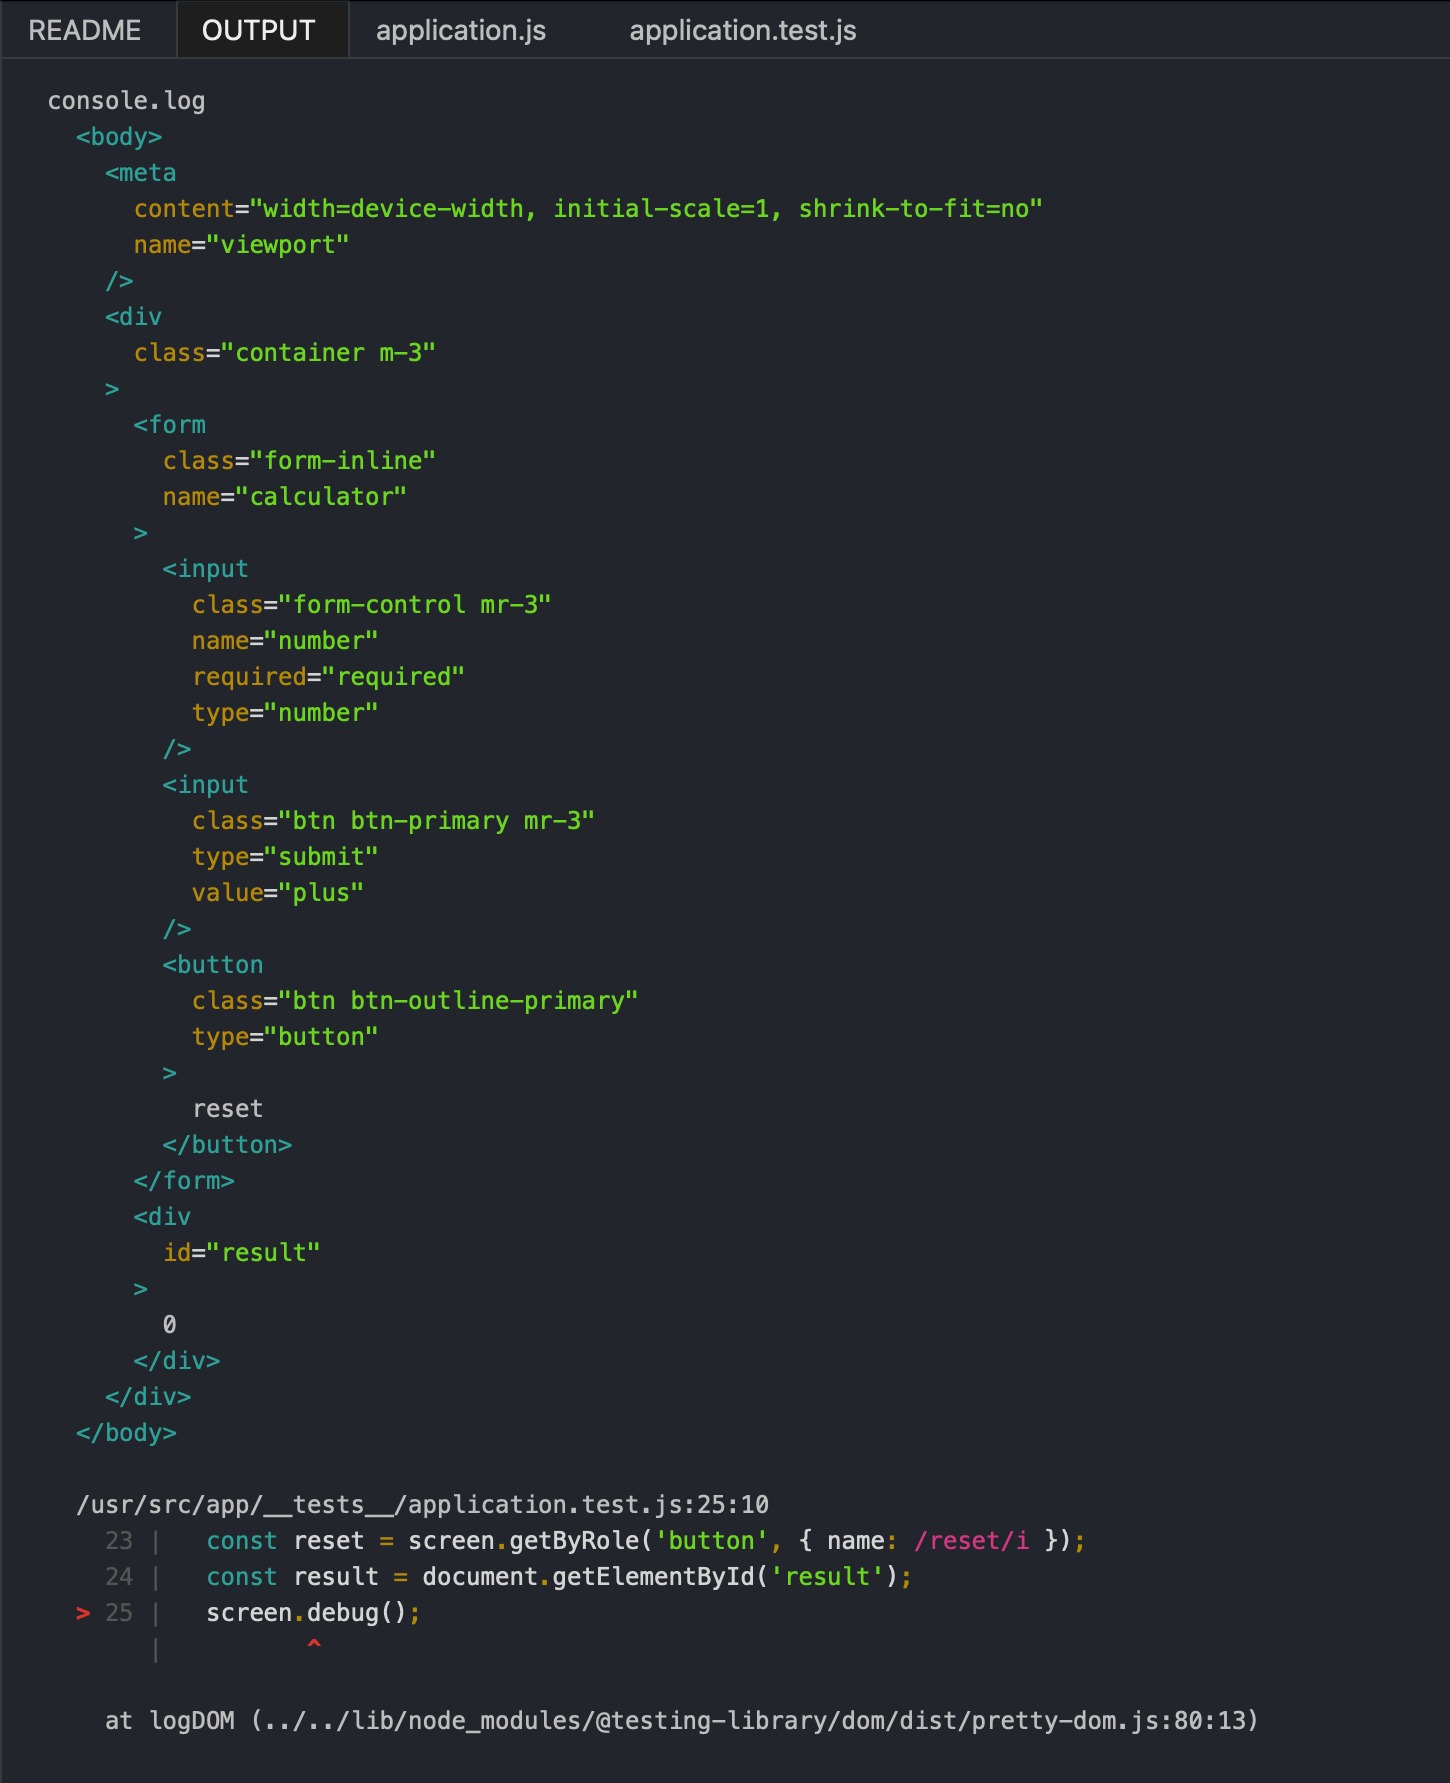 README OUTPUT application.js application.test.js
console.log
<body>
<meta
content="width=device-width, initial-scale=1, shrink-to-fit=no"
name="viewport"
/>
<div
class="container m-3"
>
<form
class="form-inline"
name="calculator"
>
<input
class="form-control mr-3"
name="number"
required="required"
type="number"
/>
<input
class="btn btn-primary mr-3"
type="submit"
value="plus"
/>
<button
class="btn btn-outline-primary"
type="button"
>
reset
</button>
</form>
<div
id="result"
>
0
</div>
</div>
</body>
/usr/src/app/__tests__/application.test.js:25:10
23 | const reset = screen.getByRole('button', { name: /reset/i });
24 | const result = document.getElementById('result');
> 25 | screen.debug();
| ^
at logDOM (../../lib/node_modules/@testing-library/dom/dist/pretty-dom.js:80:13)